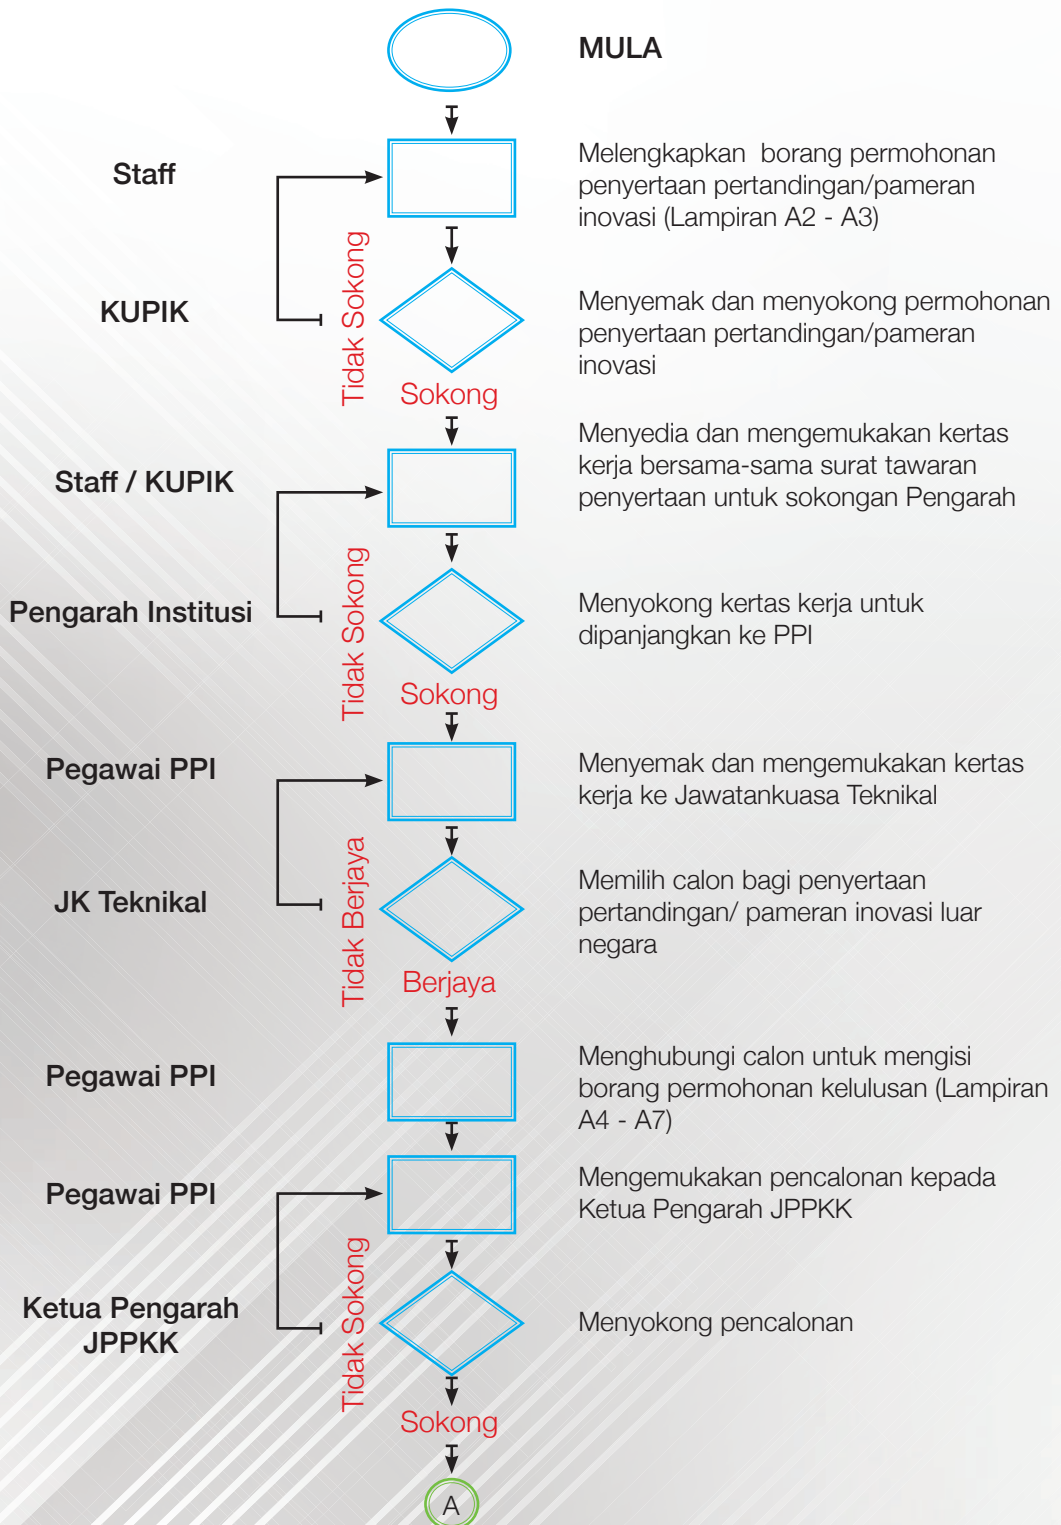 MULA
Staff
Melengkapkan borang permohonan
penyertaan pertandingan/pameran
inovasi (Lampiran A2 - A3)
Tidak Sokong
KUPIK
Menyemak dan menyokong permohonan
penyertaan pertandingan/pameran
inovasi
Sokong
Staff / KUPIK
Menyedia dan mengemukakan kertas
kerja bersama-sama surat tawaran
penyertaan untuk sokongan Pengarah
Tidak Sokong
Pengarah Institusi
Menyokong kertas kerja untuk
dipanjangkan ke PPI
Sokong
Pegawai PPI
Menyemak dan mengemukakan kertas
kerja ke Jawatankuasa Teknikal
Tidak Berjaya
JK Teknikal
Memilih calon bagi penyertaan
pertandingan/ pameran inovasi luar
negara
Berjaya
Pegawai PPI
Menghubungi calon untuk mengisi
borang permohonan kelulusan (Lampiran
A4 - A7)
Pegawai PPI
Mengemukakan pencalonan kepada
Ketua Pengarah JPPKK
Tidak Sokong
Ketua Pengarah
JPPKK
Menyokong pencalonan
Sokong
A